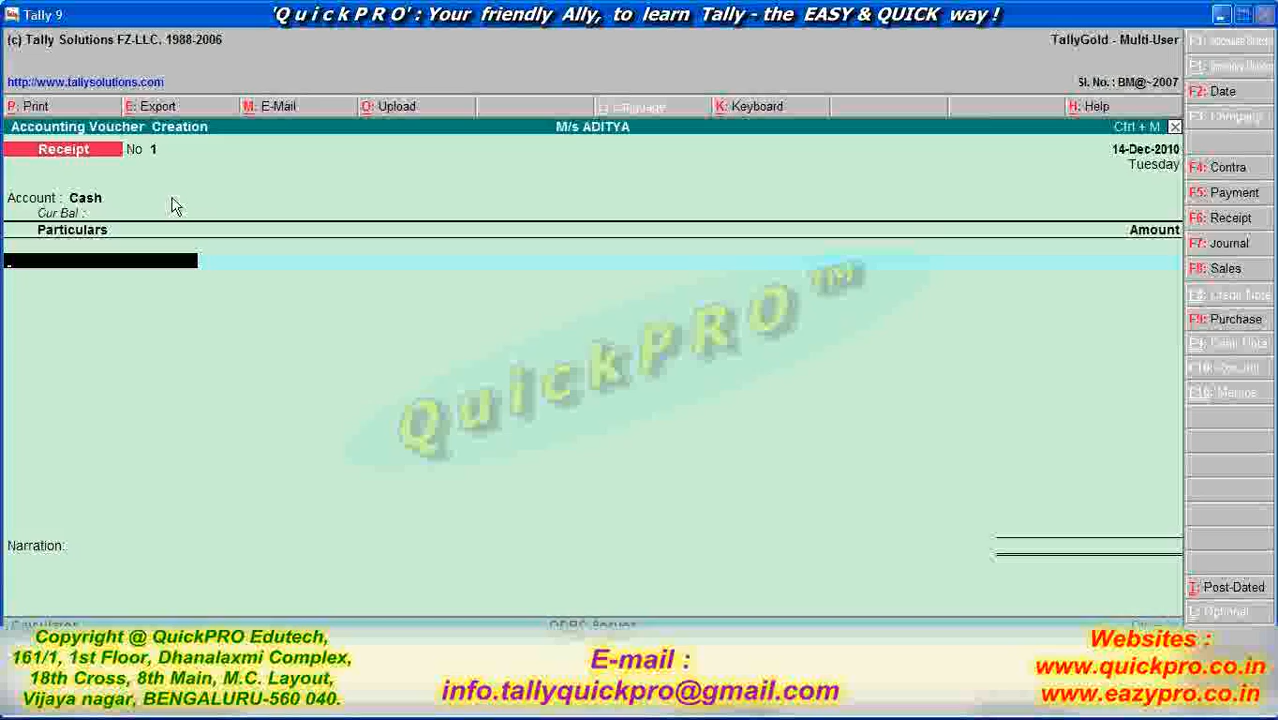 Tally 9
'Q u i c k P R O' : Your friendly Ally, to learn Tally - the EASY & QUICK way !
(c) Tally Solutions FZ-LLC, 1988-2006
TallyGold - Multi-User
http://www.tallysolutions.com
Sl. No. : BM@~2007
P: Print
E: Export
M: E-Mail
O: Upload
K: Keyboard
H: Help
F2: Date
Accounting Voucher Creation
M/s ADITYA
Ctrl + M
Receipt No 1
14-Dec-2010
Tuesday
Account : Cash
Cur Bal :
Particulars
Amount
F4: Contra
F5: Payment
F6: Receipt
F7: Journal
F8: Sales
F9: Purchase
QuickPRO™
Narration:
I: Post-Dated
L: Optional
Copyright @ QuickPRO Edutech,
161/1, 1st Floor, Dhanalaxmi Complex,
18th Cross, 8th Main, M.C. Layout,
Vijaya nagar, BENGALURU-560 040.
E-mail :
info.tallyquickpro@gmail.com
Websites :
www.quickpro.co.in
www.eazypro.co.in